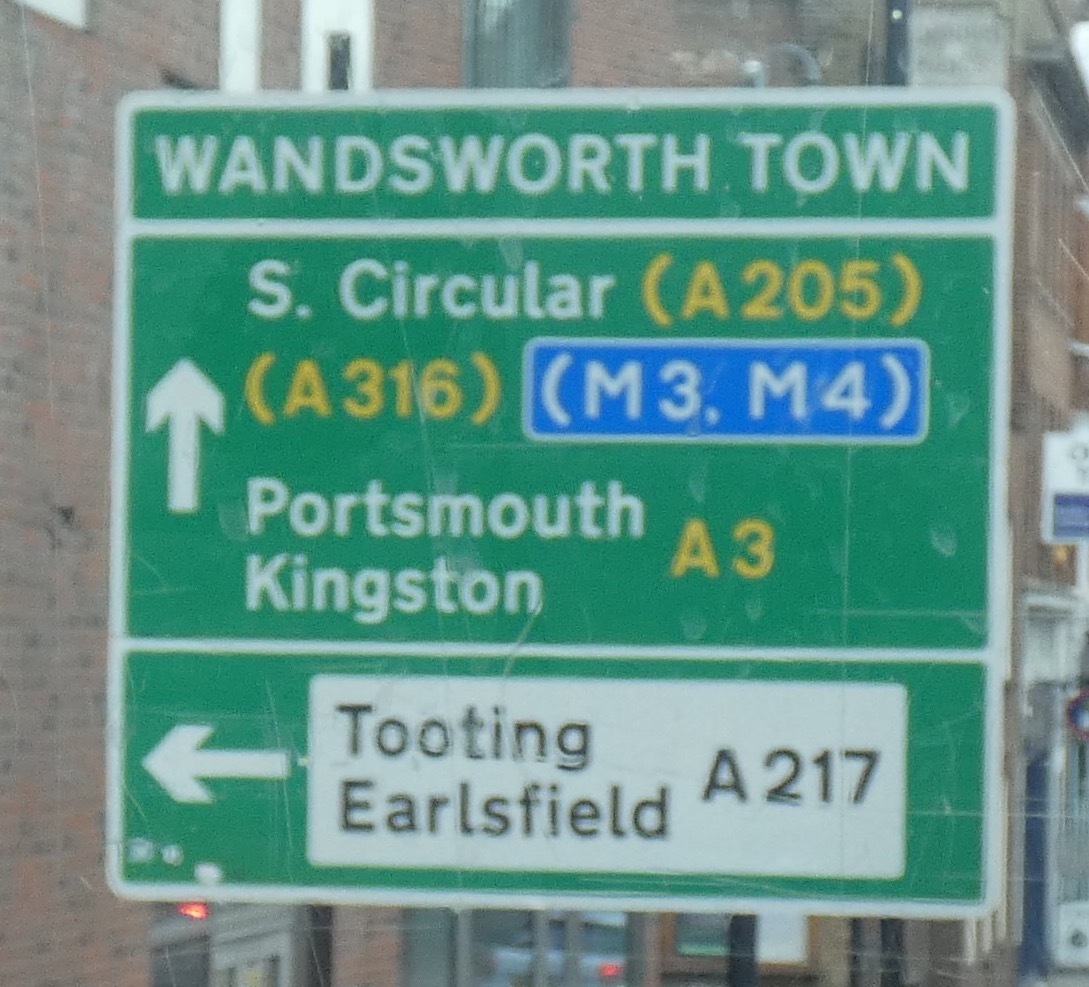 WANDSWORTH TOWN
S. Circular (A205)
(A316) (M3, M4)
Portsmouth
Kingston A3
Tooting
Earlsfield A217